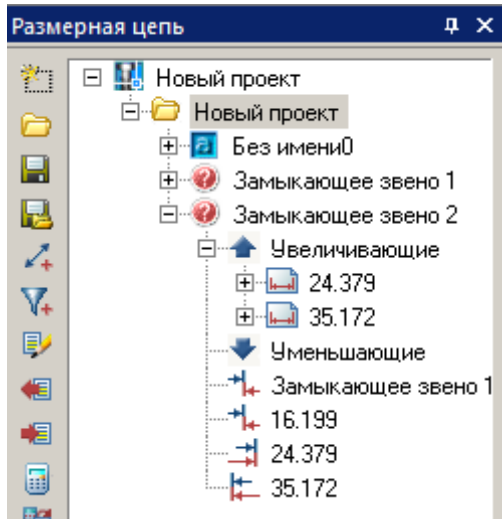 Размерная цепь
Новый проект
Новый проект
Без имени0
Замыкающее звено 1
Замыкающее звено 2
Увеличивающие
24.379
35.172
Уменьшающие
Замыкающее звено 1
16.199
24.379
35.172